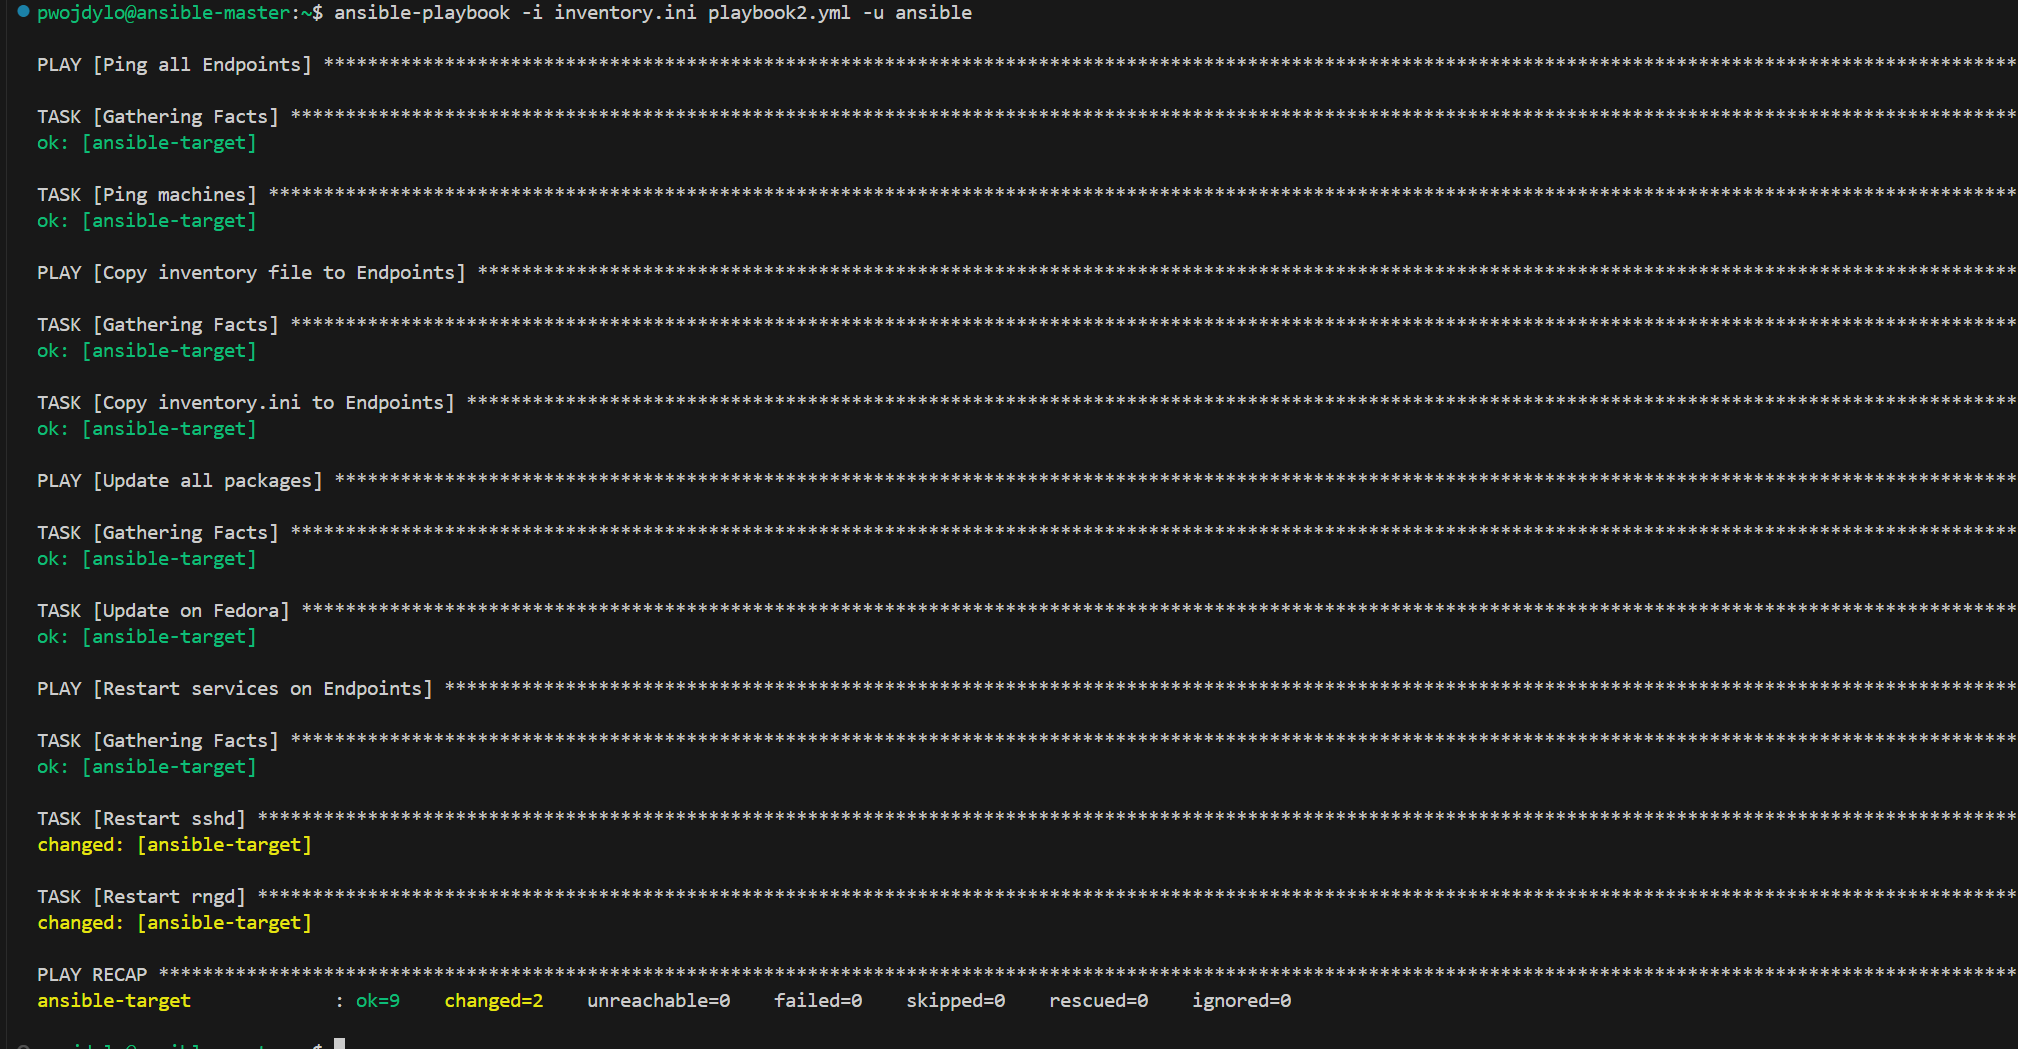 pwojdylo@ansible-master:~$ ansible-playbook -i inventory.ini playbook2.yml -u ansible
PLAY [Ping all Endpoints] ****************************************************************************************************************************************************
TASK [Gathering Facts] *******************************************************************************************************************************************************
ok: [ansible-target]
TASK [Ping machines] *********************************************************************************************************************************************************
ok: [ansible-target]
PLAY [Copy inventory file to Endpoints] **************************************************************************************************************************************
TASK [Gathering Facts] *******************************************************************************************************************************************************
ok: [ansible-target]
TASK [Copy inventory.ini to Endpoints] ***************************************************************************************************************************************
ok: [ansible-target]
PLAY [Update all packages] ***************************************************************************************************************************************************
TASK [Gathering Facts] *******************************************************************************************************************************************************
ok: [ansible-target]
TASK [Update on Fedora] ******************************************************************************************************************************************************
ok: [ansible-target]
PLAY [Restart services on Endpoints] *****************************************************************************************************************************************
TASK [Gathering Facts] *******************************************************************************************************************************************************
ok: [ansible-target]
TASK [Restart sshd] **********************************************************************************************************************************************************
changed: [ansible-target]
TASK [Restart rngd] **********************************************************************************************************************************************************
changed: [ansible-target]
PLAY RECAP *******************************************************************************************************************************************************************
ansible-target             : ok=9    changed=2    unreachable=0    failed=0    skipped=0    rescued=0    ignored=0